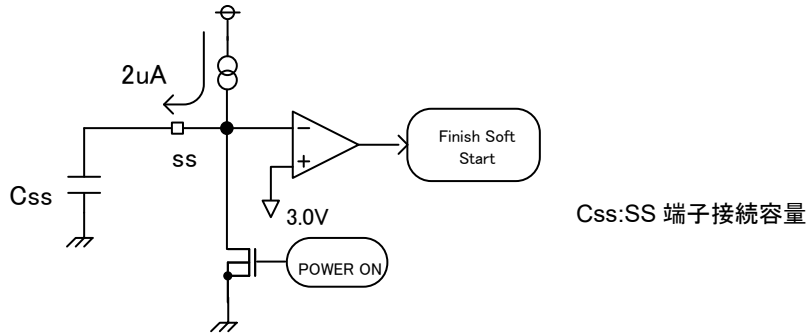 2uA
ss
Css
－
+
3.0V
Finish Soft
Start
POWER ON
Css:SS 端子接続容量